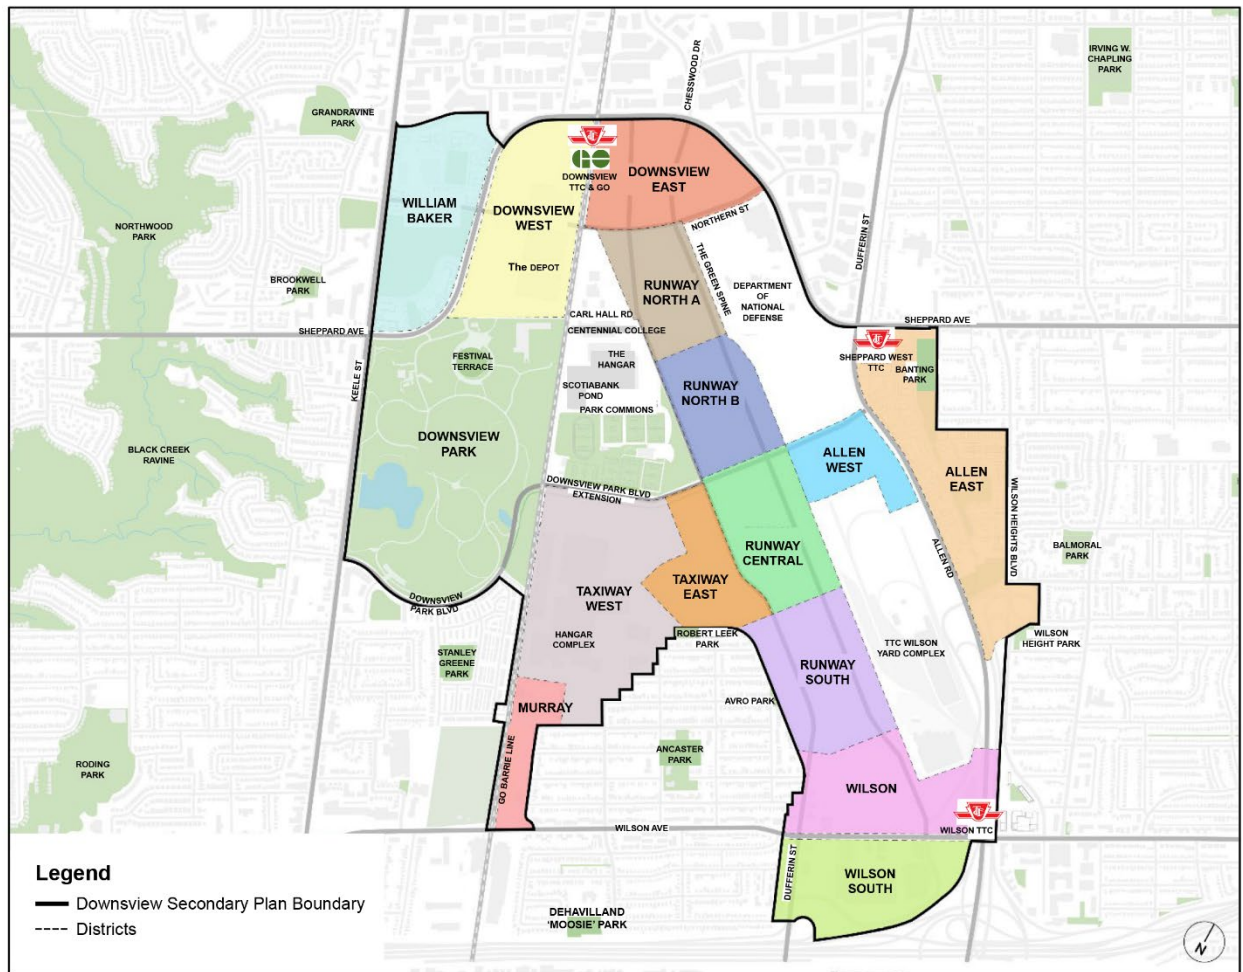 CHESSWOOD DR
IRVING W.
CHAPLING
PARK
GRANDRAVINE
PARK
GO
DOWNSVIEW
TTC & GO
DOWNSVIEW
EAST
WILLIAM
BAKER
DOWNSVIEW
WEST
NORTHERN ST
DUFFERIN ST
NORTHWOOD
PARK
The DEPOT
THE GREEN SPINE
RUNWAY
NORTH A
DEPARTMENT
OF
NATIONAL
DEFENSE
BROOKWELL
PARK
CARL HALL RD
SHEPPARD AVE
SHEPPARD AVE
CENTENNIAL COLLEGE
KEELE ST
FESTIVAL
TERRACE
THE
HANGAR
SHEPPARD WEST
TTC
BANTING
PARK
SCOTIABANK
POND
PARK COMMONS
RUNWAY
NORTH B
DOWNSVIEW
PARK
BLACK CREEK
RAVINE
ALLEN
WEST
ALLEN
EAST
DOWNSVIEW PARK BLVD
EXTENSION
WILSON HEIGHTS BLVD
ALLEN RD
RUNWAY
CENTRAL
BALMORAL
PARK
TAXIWAY
EAST
TAXIWAY
WEST
DOWNSVIEW
PARK BLVD
HANGAR
COMPLEX
ROBERT LEEK
PARK
WILSON
HEIGHT PARK
TTC WILSON
YARD COMPLEX
STANLEY
GREENE
PARK
RUNWAY
SOUTH
MURRAY
AVRO PARK
GO BARRIE LINE
ANCASTER
PARK
RODING
PARK
WILSON
WILSON AVE
WILSON TTC
DUFFERIN ST
WILSON
SOUTH
DEHAVILLAND
'MOOSIE' PARK
Legend
Downsview Secondary Plan Boundary
Districts
N